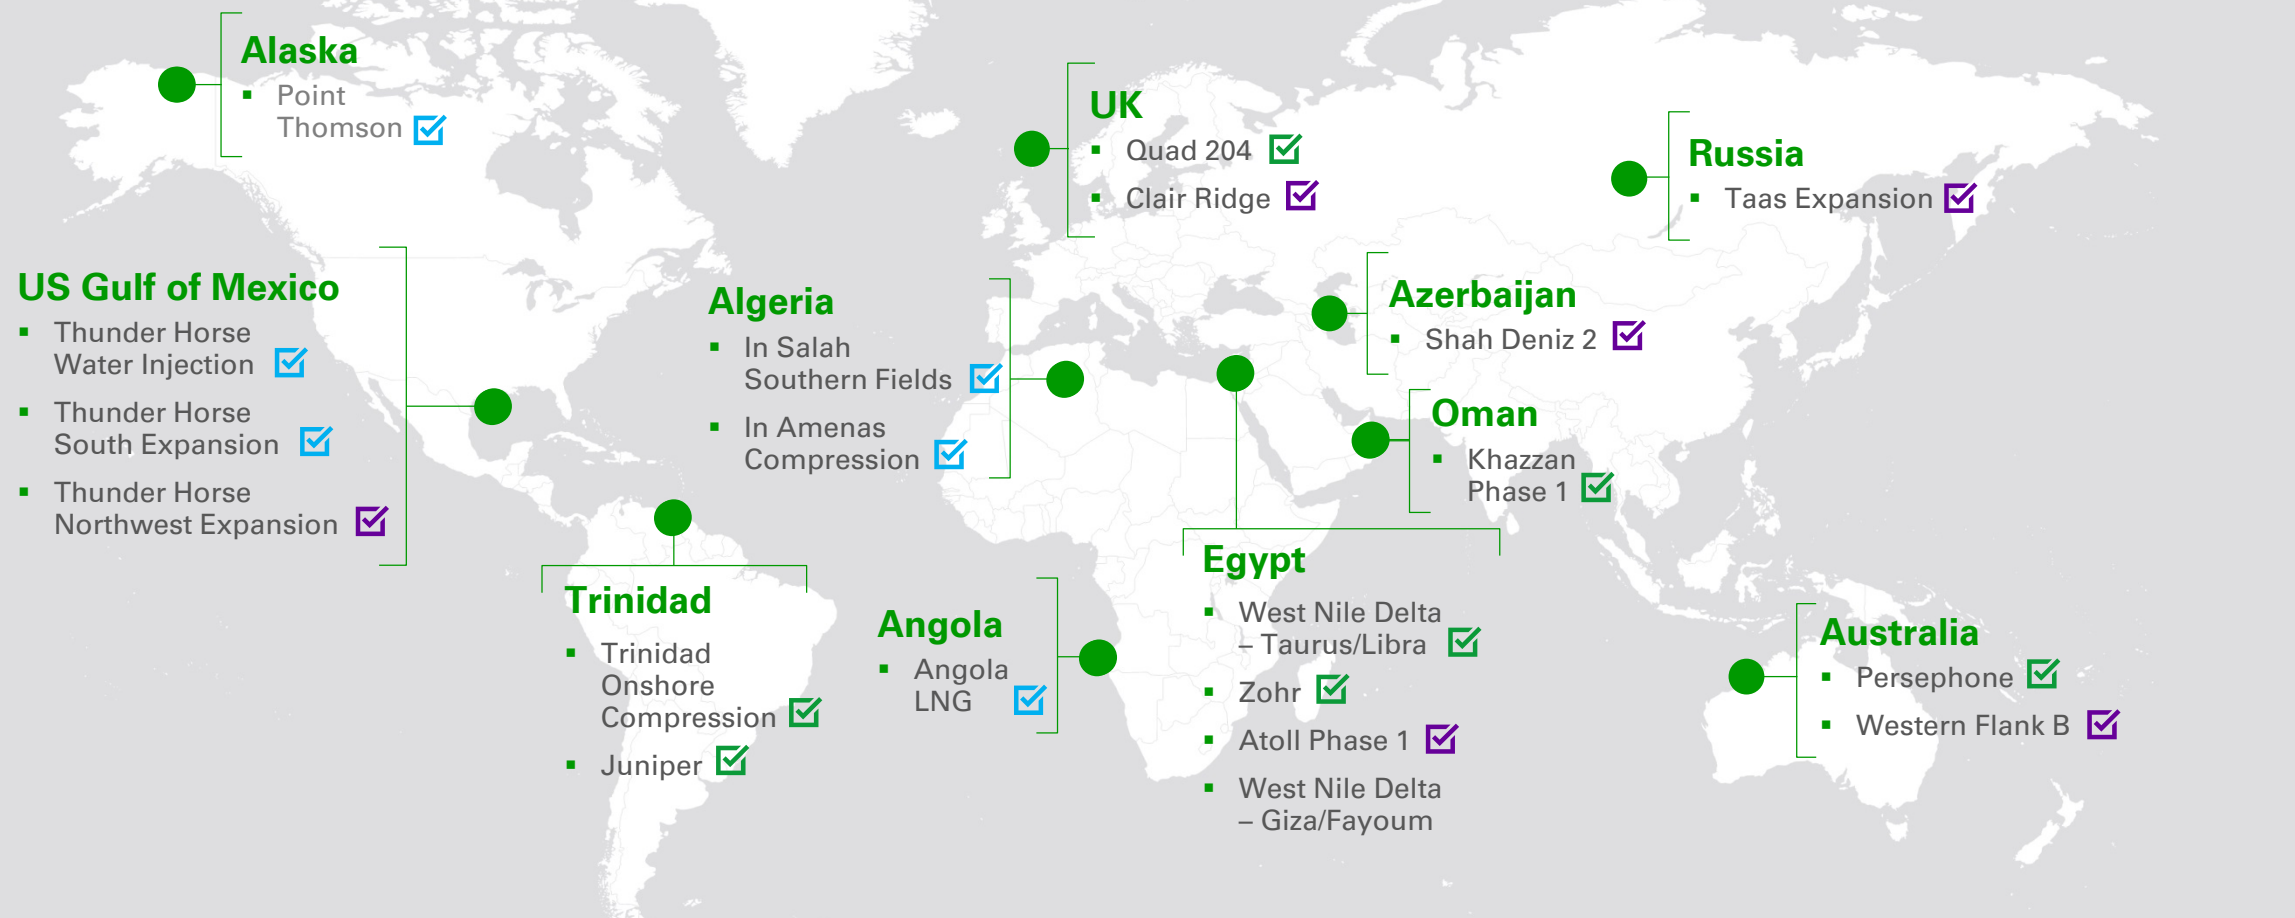 Alaska
▪ Point
Thomson
US Gulf of Mexico
▪ Thunder Horse
Water Injection
▪ Thunder Horse
South Expansion
▪ Thunder Horse
Northwest Expansion
Trinidad
▪ Trinidad
Onshore
Compression
▪ Juniper
Algeria
▪ In Salah
Southern Fields
▪ In Amenas
Compression
Angola
▪ Angola
LNG
UK
▪ Quad 204
▪ Clair Ridge
Azerbaijan
▪ Shah Deniz 2
Oman
▪ Khazzan
Phase 1
Egypt
▪ West Nile Delta
– Taurus/Libra
▪ Zohr
▪ Atoll Phase 1
▪ West Nile Delta
– Giza/Fayoum
Russia
▪ Taas Expansion
Australia
▪ Persephone
▪ Western Flank B